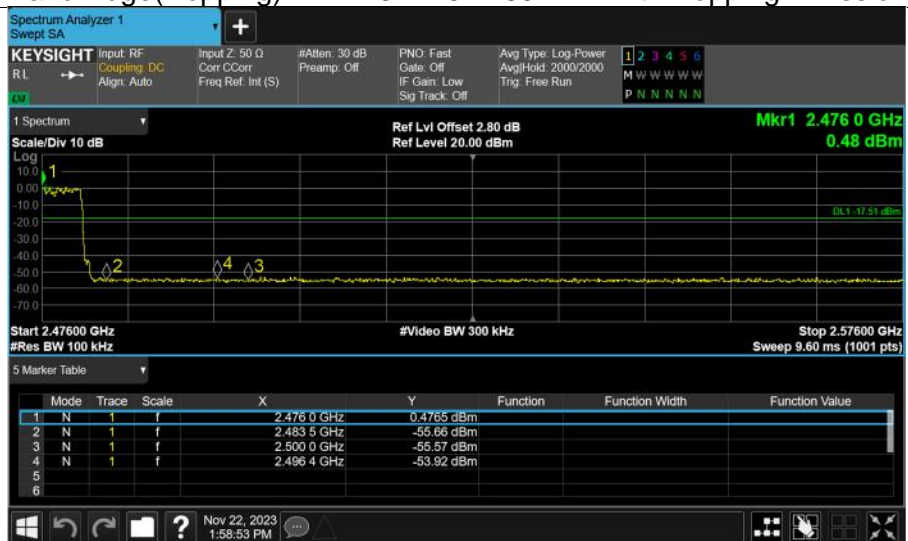 Spectrum Analyzer 1
Swept SA
+
KEYSIGHT Input: RF Input Z: 50 Ω #Atten: 30 dB PNO: Fast Avg Type: Log-Power 1 2 3 4 5 6
RL Coupling: DC Corr CCorr Preamp: Off Gate: Off Avg|Hold: 2000/2000 M W W W W W
Align: Auto Freq Ref: Int (S) IF Gain: Low Trig: Free Run
Sig Track: Off P N N N N N
LXI
1 Spectrum Ref Lvl Offset 2.80 dB Mkr1 2.476 0 GHz
Scale/Div 10 dB Ref Level 20.00 dBm 0.48 dBm
Log
10.0 1
0.00
-10.0
DL1 -17.51 dBm
-20.0
-30.0
-40.0
2 4 3
-50.0
-60.0
-70.0
Start 2.47600 GHz #Video BW 300 kHz Stop 2.57600 GHz
#Res BW 100 kHz Sweep 9.60 ms (1001 pts)
5 Marker Table
Mode Trace Scale X Y Function Function Width Function Value
1 N 1 f 2.476 0 GHz 0.4765 dBm
2 N 1 f 2.483 5 GHz -55.66 dBm
3 N 1 f 2.500 0 GHz -55.57 dBm
4 N 1 f 2.496 4 GHz -53.92 dBm
5
6
? Nov 22, 2023
1:58:53 PM